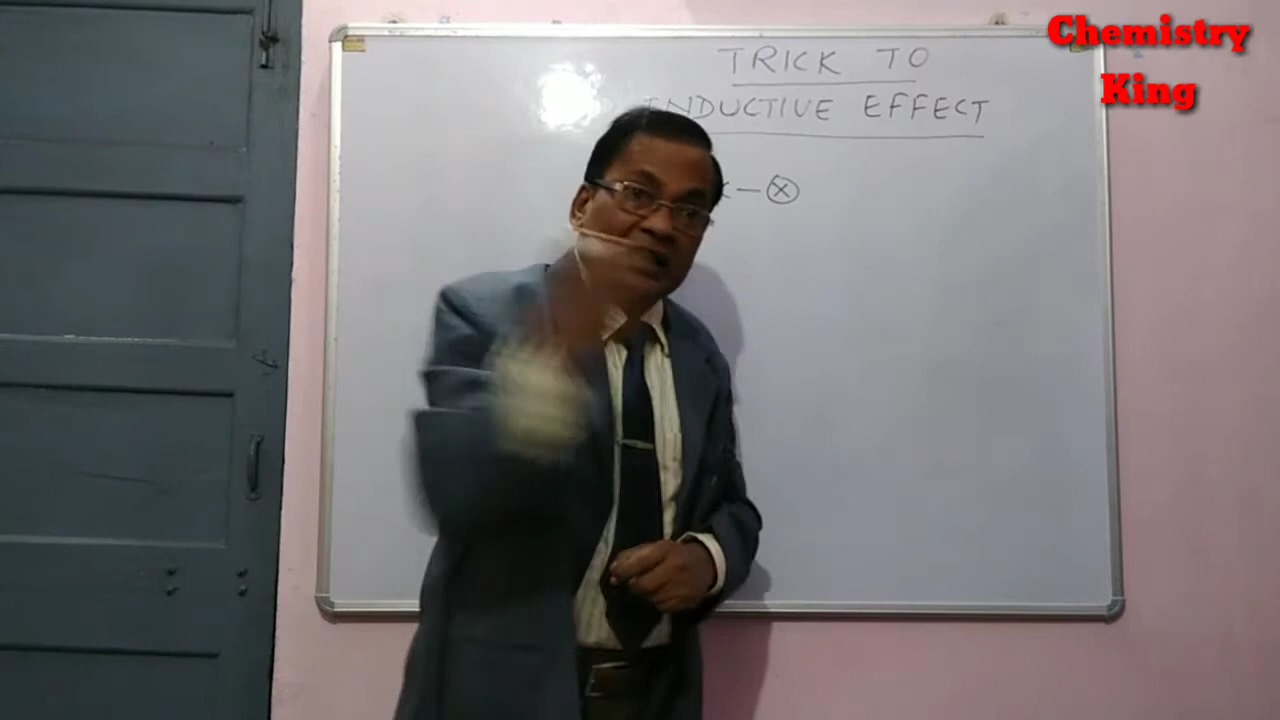 Chemistry
King
TRICK TO
INDUCTIVE EFFECT
– Ⓧ